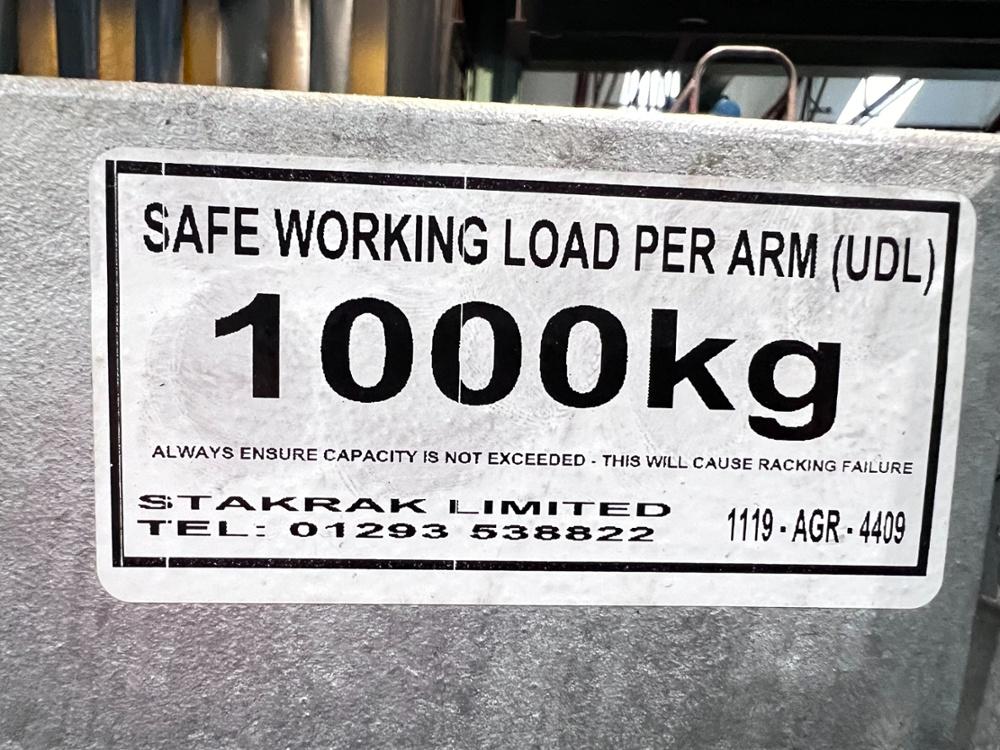 SAFE WORKING LOAD PER ARM (UDL)
1000kg
ALWAYS ENSURE CAPACITY IS NOT EXCEEDED - THIS WILL CAUSE RACKING FAILURE
STAKRAK LIMITED
TEL: 01293 538822
1119 - AGR - 4409